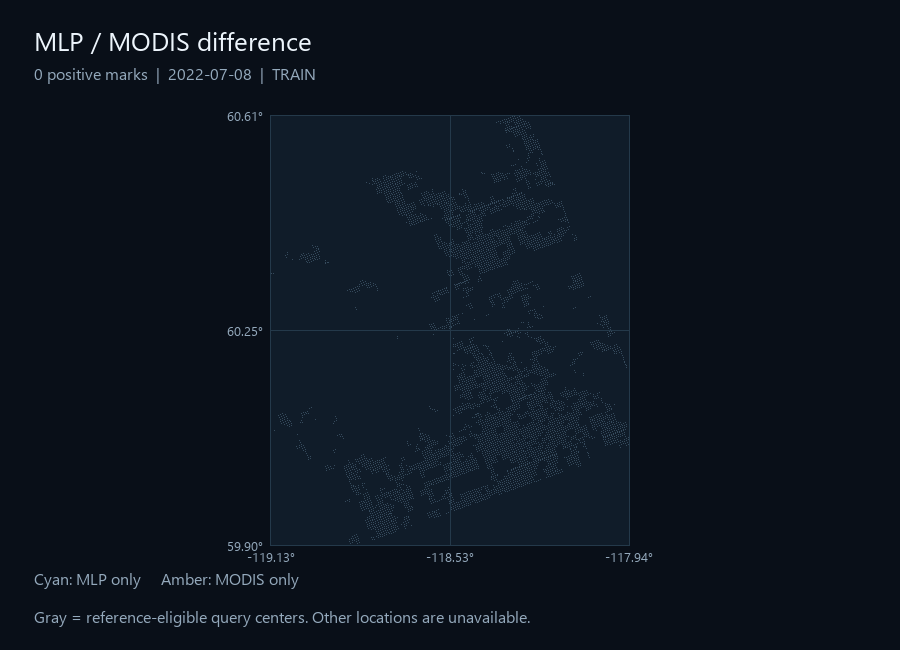 MLP / MODIS difference
0 positive marks | 2022-07-08 | TRAIN
60.61°
60.25°
59.90°
-119.13° -118.53° -117.94°
Cyan: MLP only Amber: MODIS only
Gray = reference-eligible query centers. Other locations are unavailable.